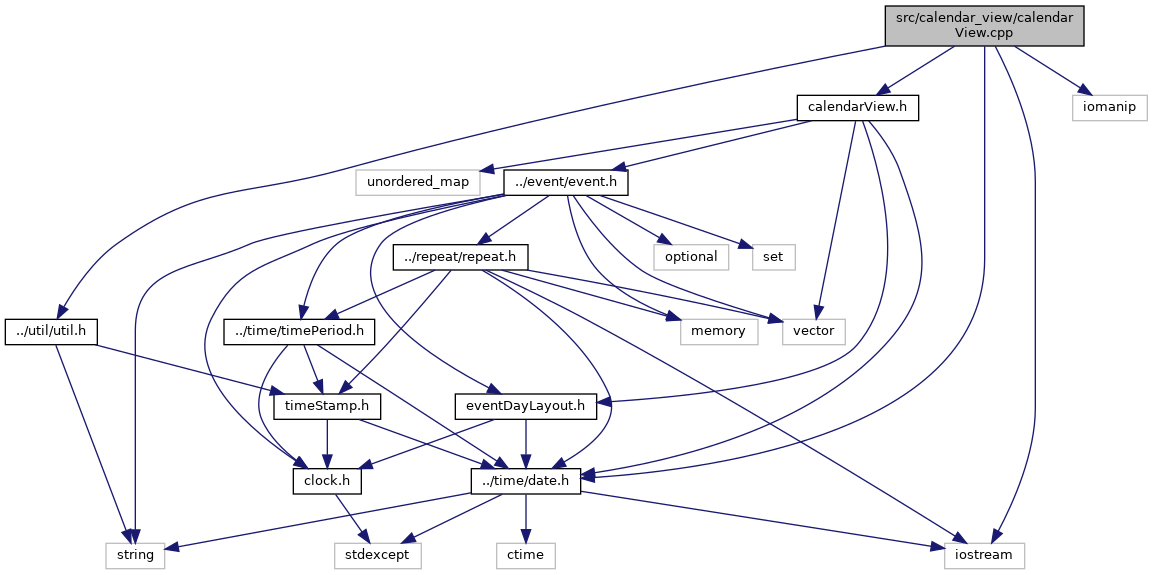 src/calendar_view/calendar
View.cpp
calendarView.h
iomanip
unordered_map
../event/event.h
../repeat/repeat.h
optional
set
../util/util.h
../time/timePeriod.h
memory
vector
timeStamp.h
eventDayLayout.h
clock.h
../time/date.h
string
stdexcept
ctime
iostream